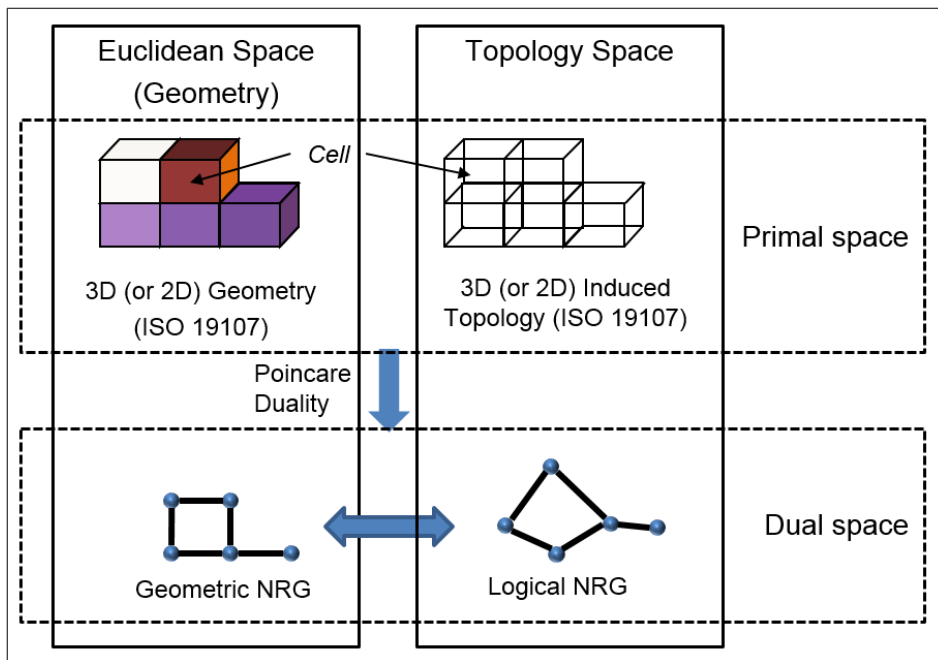 Euclidean Space
(Geometry)
Topology Space
Cell
3D (or 2D) Geometry
(ISO 19107)
3D (or 2D) Induced
Topology (ISO 19107)
Primal space
Poincare
Duality
Geometric NRG
Logical NRG
Dual space